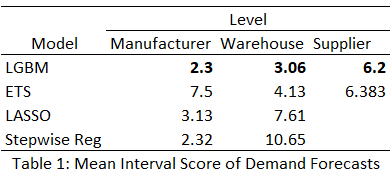 Level
Model Manufacturer Warehouse Supplier
LGBM 2.3 3.06 6.2
ETS 7.5 4.13 6.383
LASSO 3.13 7.61
Stepwise Reg 2.32 10.65
Table 1: Mean Interval Score of Demand Forecasts